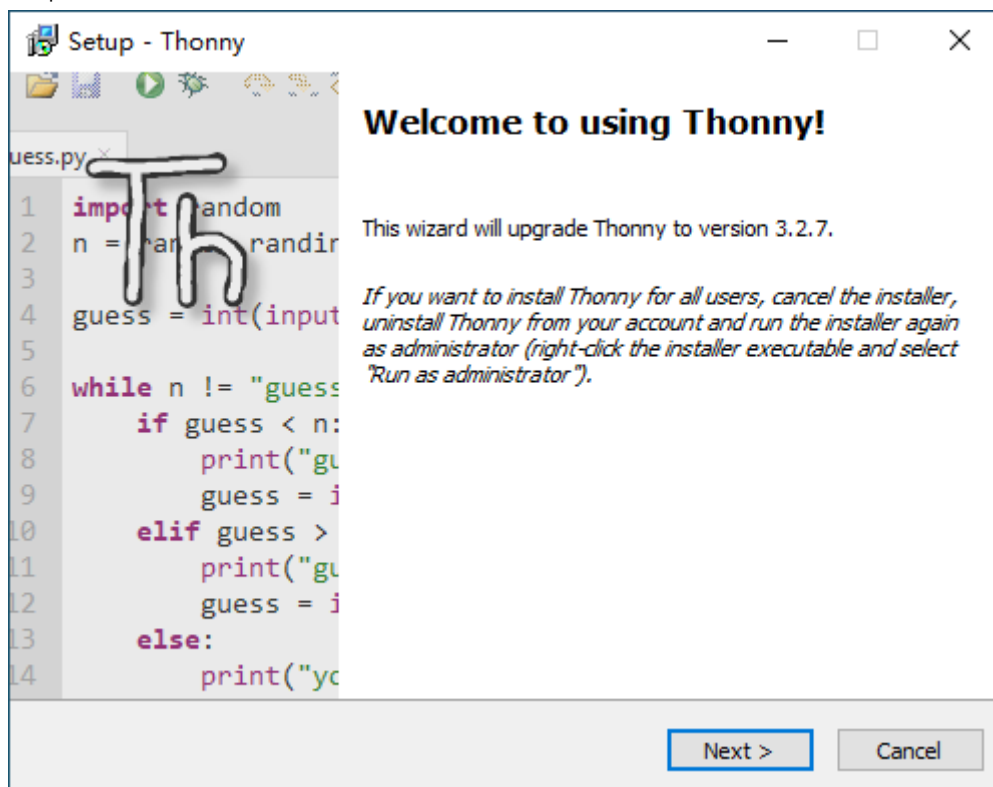 Setup - Thonny
Welcome to using Thonny!
This wizard will upgrade Thonny to version 3.2.7.
If you want to install Thonny for all users, cancel the installer,
uninstall Thonny from your account and run the installer again
as administrator (right-click the installer executable and select
"Run as administrator").
uess.py
Th
1 import random
2 n =
3
4 guess = int(input
5
6 while n != "guess
7 if guess < n:
8 print("gu
9 guess = i
10 elif guess >
11 print("gu
12 guess = i
13 else:
14 print("yo
Next >
Cancel